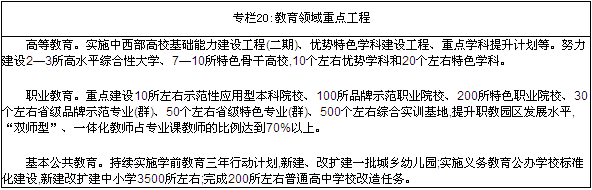 专栏20：教育领域重点工程
高等教育。实施中西部高校基础能力建设工程(二期)、优势特色学科建设工程、重点学科提升计划等。努力
建设2—3所高水平综合性大学、7—10所特色骨干高校,10个左右优势学科和20个左右特色学科。
职业教育。重点建设10所左右示范性应用型本科院校、100所品牌示范职业院校、200所特色职业院校、30
个左右省级品牌示范专业(群)、50个左右省级特色专业(群)、500个左右综合实训基地,提升职教园区发展水平,
“双师型”、一体化教师占专业课教师的比例达到70%以上。
基本公共教育。持续实施学前教育三年行动计划,新建、改扩建一批城乡幼儿园;实施义务教育公办学校标准
化建设,新建改扩建中小学3500所左右;完成200所左右普通高中学校改造任务。